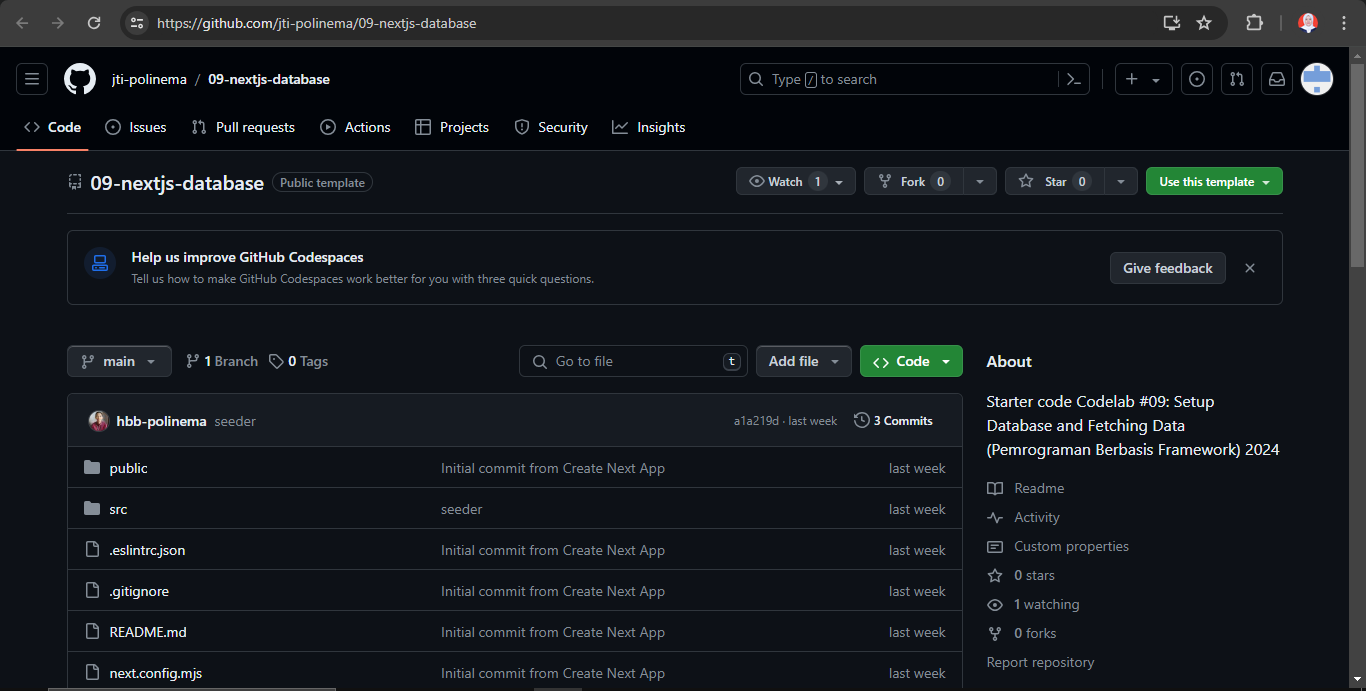 https://github.com/jti-polinema/09-nextjs-database
jti-polinema / 09-nextjs-database
Type / to search
Code Issues Pull requests Actions Projects Security Insights
09-nextjs-database Public template
Watch 1 Fork 0 Star 0 Use this template
Help us improve GitHub Codespaces
Tell us how to make GitHub Codespaces work better for you with three quick questions.
Give feedback
main 1 Branch 0 Tags Go to file t Add file Code
hbb-polinema seeder a1a219d · last week 3 Commits
public Initial commit from Create Next App last week
src seeder last week
.eslintrc.json Initial commit from Create Next App last week
.gitignore Initial commit from Create Next App last week
README.md Initial commit from Create Next App last week
next.config.mjs Initial commit from Create Next App last week
About
Starter code Codelab #09: Setup
Database and Fetching Data
(Pemrograman Berbasis Framework) 2024
Readme
Activity
Custom properties
0 stars
1 watching
0 forks
Report repository